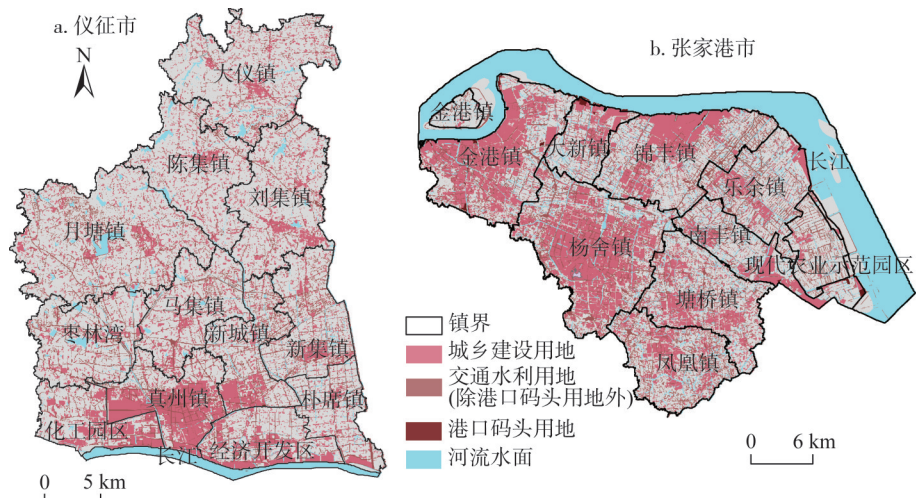 a. 仪征市
N
大仪镇
陈集镇
刘集镇
月塘镇
马集镇
枣林湾
新城镇
新集镇
真州镇
朴席镇
化工园区
经济开发区
长江
0 5 km
b. 张家港市
金港镇
金港镇
大新镇
锦丰镇
长江
乐余镇
南丰镇
杨舍镇
现代农业示范园区
塘桥镇
凤凰镇
镇界
城乡建设用地
交通水利用地
(除港口码头用地外)
港口码头用地
河流水面
0 6 km